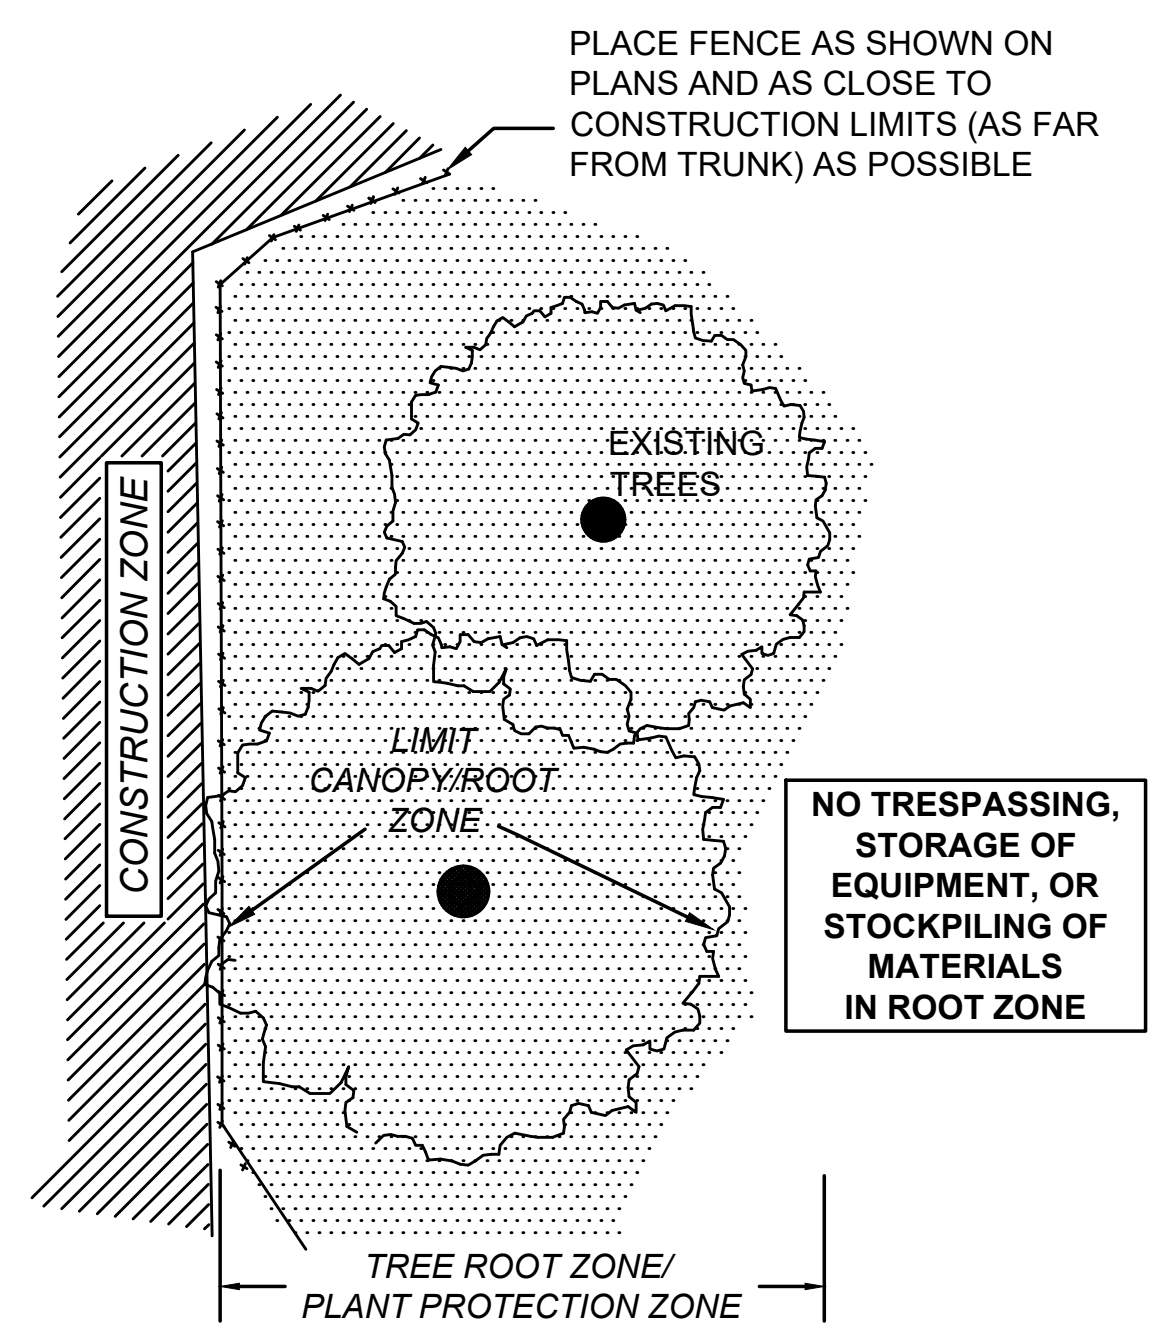 PLACE FENCE AS SHOWN ON
PLANS AND AS CLOSE TO
CONSTRUCTION LIMITS (AS FAR
FROM TRUNK) AS POSSIBLE
EXISTING
TREES
CONSTRUCTION ZONE
LIMIT
CANOPY/ROOT
ZONE
NO TRESPASSING,
STORAGE OF
EQUIPMENT, OR
STOCKPILING OF
MATERIALS
IN ROOT ZONE
TREE ROOT ZONE/
PLANT PROTECTION ZONE